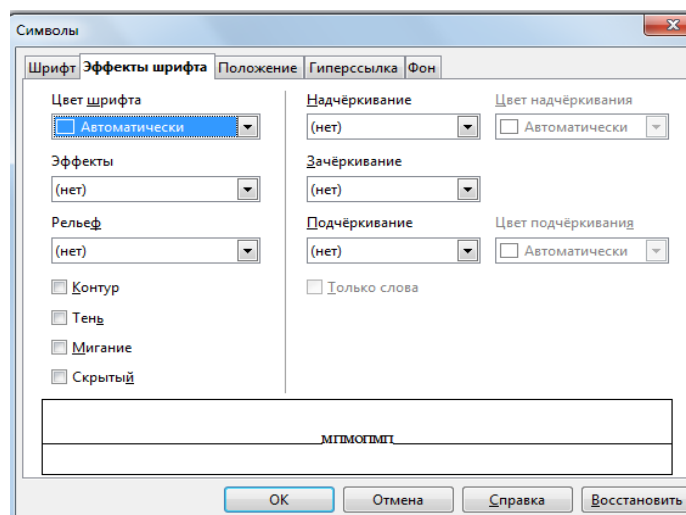 Символы
Шрифт Эффекты шрифта Положение Гиперссылка Фон
Цвет шрифта Надчёркивание Цвет надчёркивания
Автоматически (нет) Автоматически
Эффекты Зачёркивание
(нет) (нет)
Рельеф Подчёркивание Цвет подчёркивания
(нет) (нет) Автоматически
Контур Только слова
Тень
Мигание
Скрытый
мпмопмп
ОК Отмена Справка Восстановить